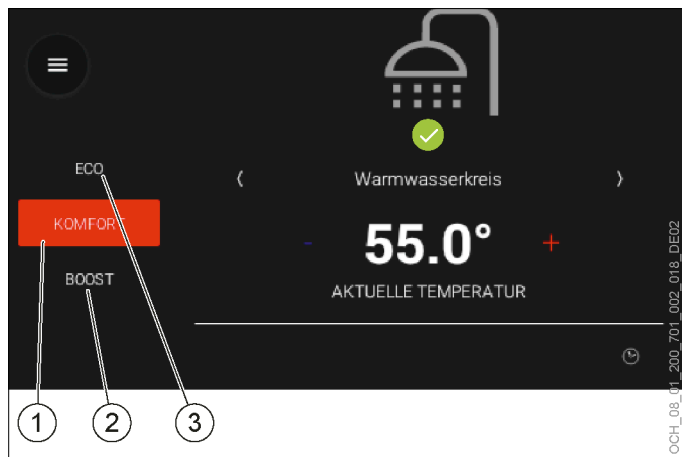 ECO
KOMFORT
BOOST
‹ Warmwasserkreis ›
- 55.0° +
AKTUELLE TEMPERATUR
1 2 3
OCH_08_01_200_701_002_018_DE02